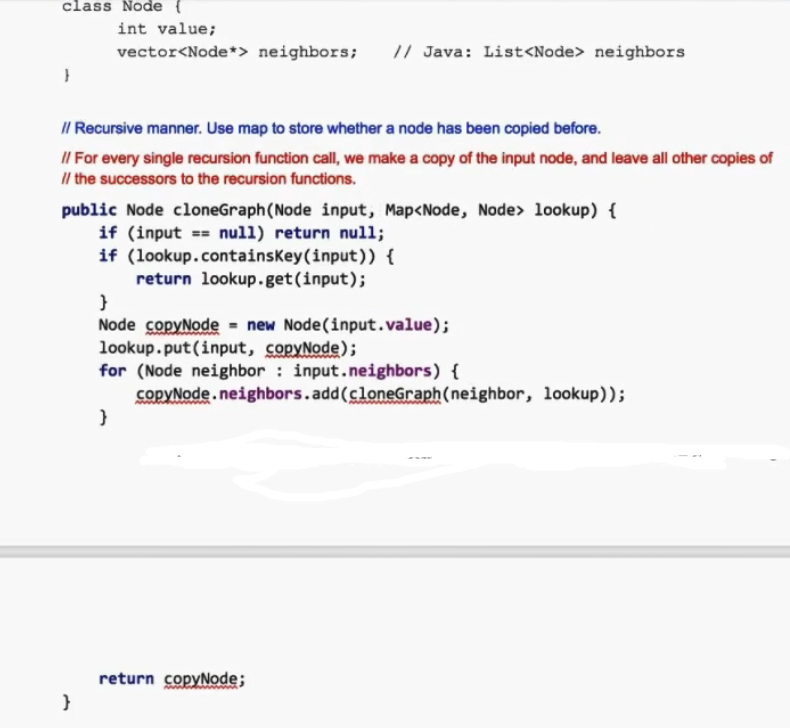 class Node {
int value;
vector<Node*> neighbors;    // Java: List<Node> neighbors
}
// Recursive manner. Use map to store whether a node has been copied before.
// For every single recursion function call, we make a copy of the input node, and leave all other copies of
// the successors to the recursion functions.
public Node cloneGraph(Node input, Map<Node, Node> lookup) {
if (input == null) return null;
if (lookup.containsKey(input)) {
return lookup.get(input);
}
Node copyNode = new Node(input.value);
lookup.put(input, copyNode);
for (Node neighbor : input.neighbors) {
copyNode.neighbors.add(cloneGraph(neighbor, lookup));
}
return copyNode;
}